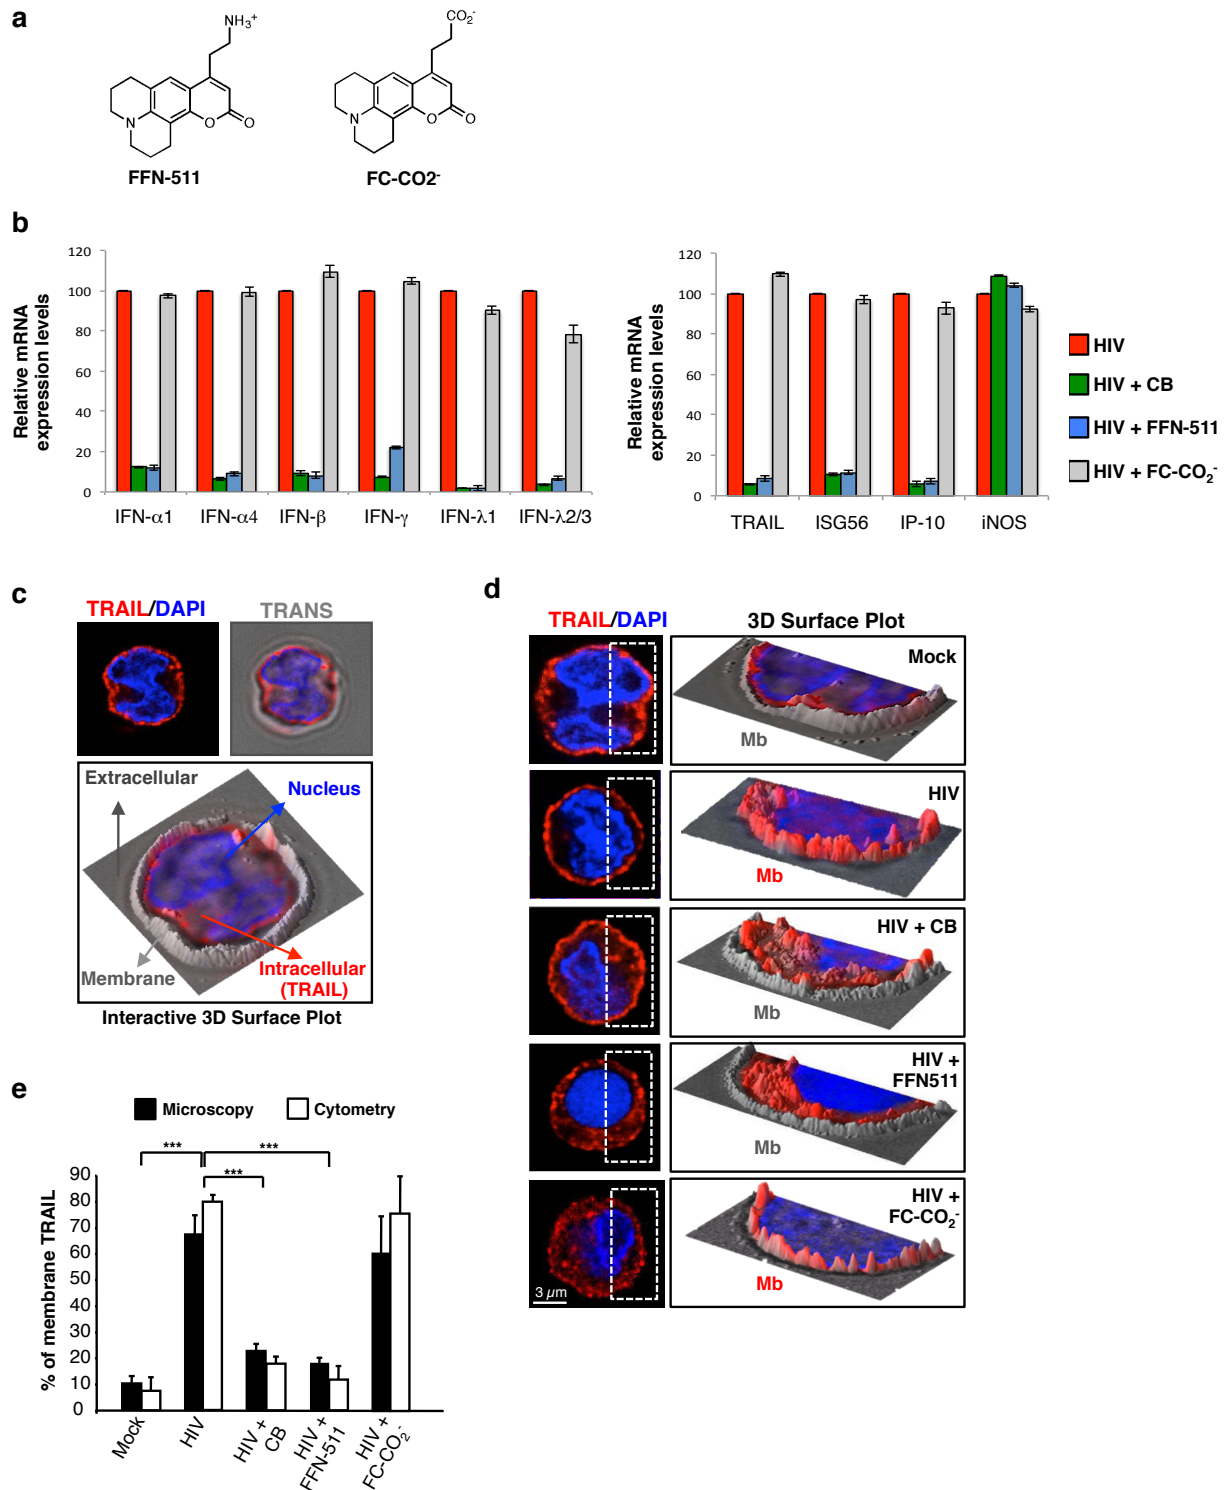 a
NH3+
N
O
O
FFN-511
CO2-
N
O
O
FC-CO2-
b
Relative mRNA
expression levels
120
100
80
60
40
20
0
IFN-α1
IFN-α4
IFN-β
IFN-γ
IFN-λ1
IFN-λ2/3
Relative mRNA
expression levels
120
100
80
60
40
20
0
TRAIL
ISG56
IP-10
iNOS
HIV
HIV + CB
HIV + FFN-511
HIV + FC-CO2-
c
TRAIL/DAPI
TRANS
Extracellular
Nucleus
Membrane
Intracellular
(TRAIL)
Interactive 3D Surface Plot
d
TRAIL/DAPI
3D Surface Plot
Mock
Mb
HIV
Mb
HIV + CB
Mb
HIV +
FFN511
Mb
HIV +
FC-CO2-
Mb
3 µm
e
Microscopy
Cytometry
***
***
***
% of membrane TRAIL
90
80
70
60
50
40
30
20
10
0
Mock
HIV
HIV +
CB
HIV +
FFN-511
HIV +
FC-CO2-